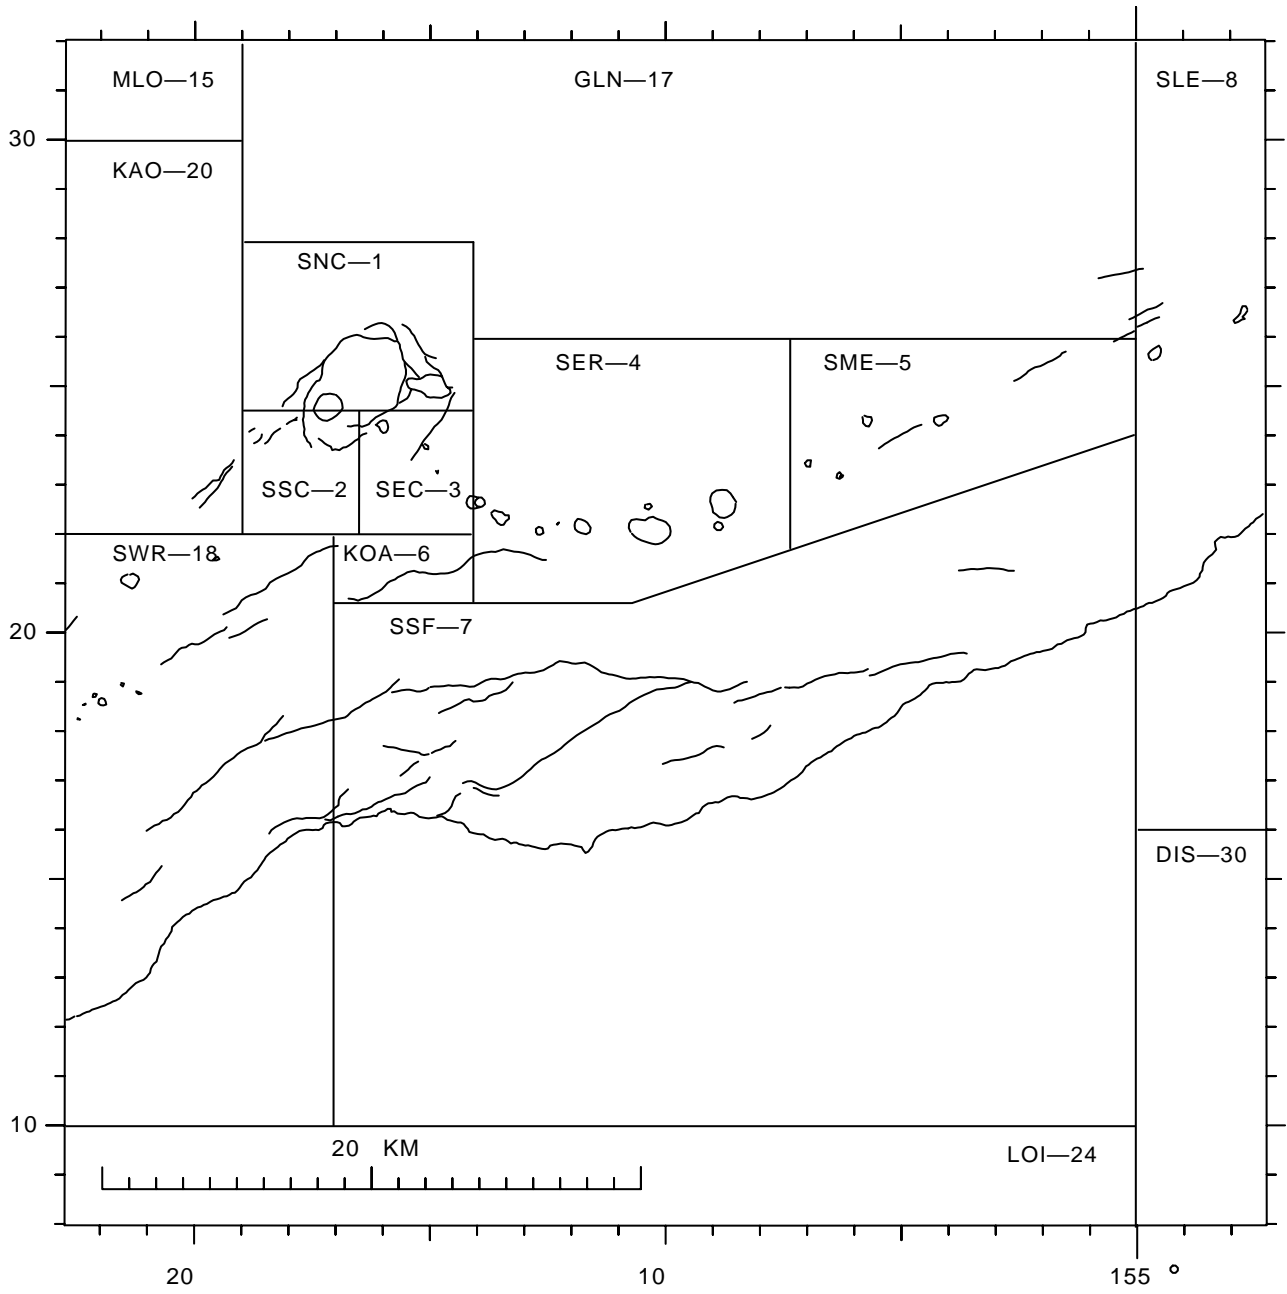 MLO—15
GLN—17
SLE—8
30
KAO—20
SNC—1
SER—4
SME—5
SSC—2
SEC—3
SWR—18
KOA—6
SSF—7
20
DIS—30
10
20 KM
LOI—24
20
10
155 °